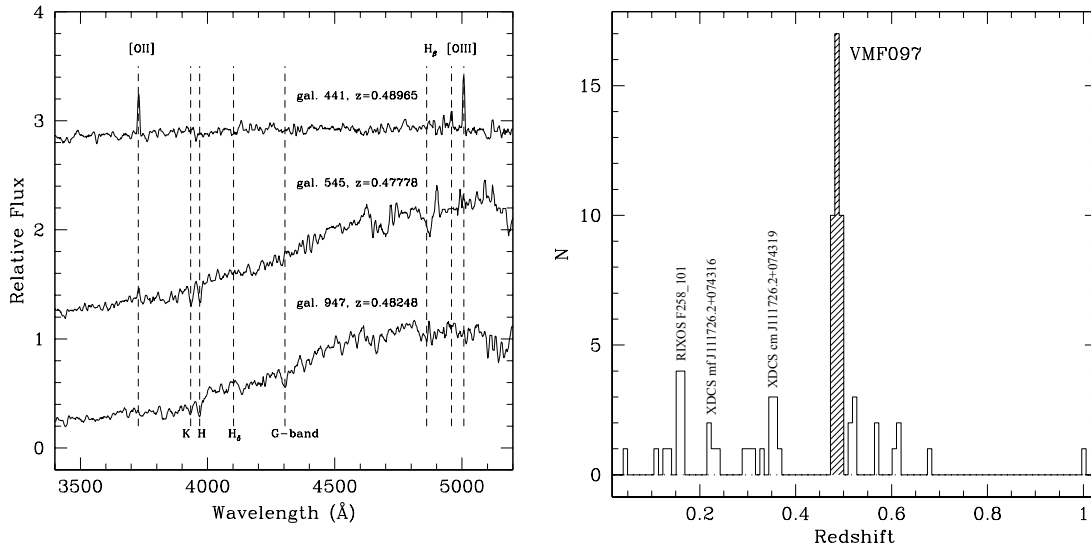 4
3
2
1
0
Relative Flux
[OII]
Hβ [OIII]
gal. 441, z=0.48965
gal. 545, z=0.47778
gal. 947, z=0.48248
K H Hδ G-band
3500 4000 4500 5000
Wavelength (Å)
15
10
5
0
N
VMF097
RIXOS F258_101
XDCS mf J111726.2+074316
XDCS cm J111726.2+074319
0.2 0.4 0.6 0.8 1
Redshift